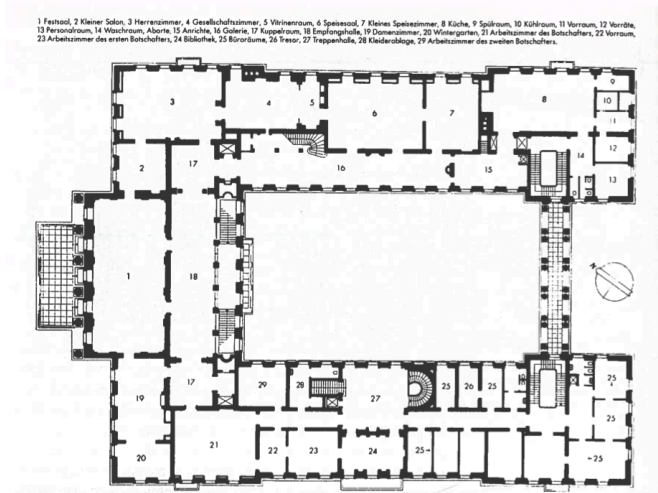 1 Festsaal, 2 Kleiner Salon, 3 Herrenzimmer, 4 Gesellschaftszimmer, 5 Vitrinenraum, 6 Speisesaal, 7 Kleines Speisezimmer, 8 Küche, 9 Spülraum, 10 Kühlraum, 11 Vorraum, 12 Vorräte,
13 Personalraum, 14 Waschraum, Aborte, 15 Anrichte, 16 Galerie, 17 Kuppelraum, 18 Empfangshalle, 19 Damenzimmer, 20 Wintergarten, 21 Arbeitszimmer des Botschafters, 22 Vorraum,
23 Arbeitszimmer des ersten Botschafters, 24 Bibliothek, 25 Büroräume, 26 Tresor, 27 Treppenhalle, 28 Kleiderablage, 29 Arbeitszimmer des zweiten Botschafters.
9
3 4 5 8 10
6 7 11
12
2 17 14
16 15 13
N
1 18
17 29 28 25 26 25 25
19 27
25
21
20 22 23 24 25 25